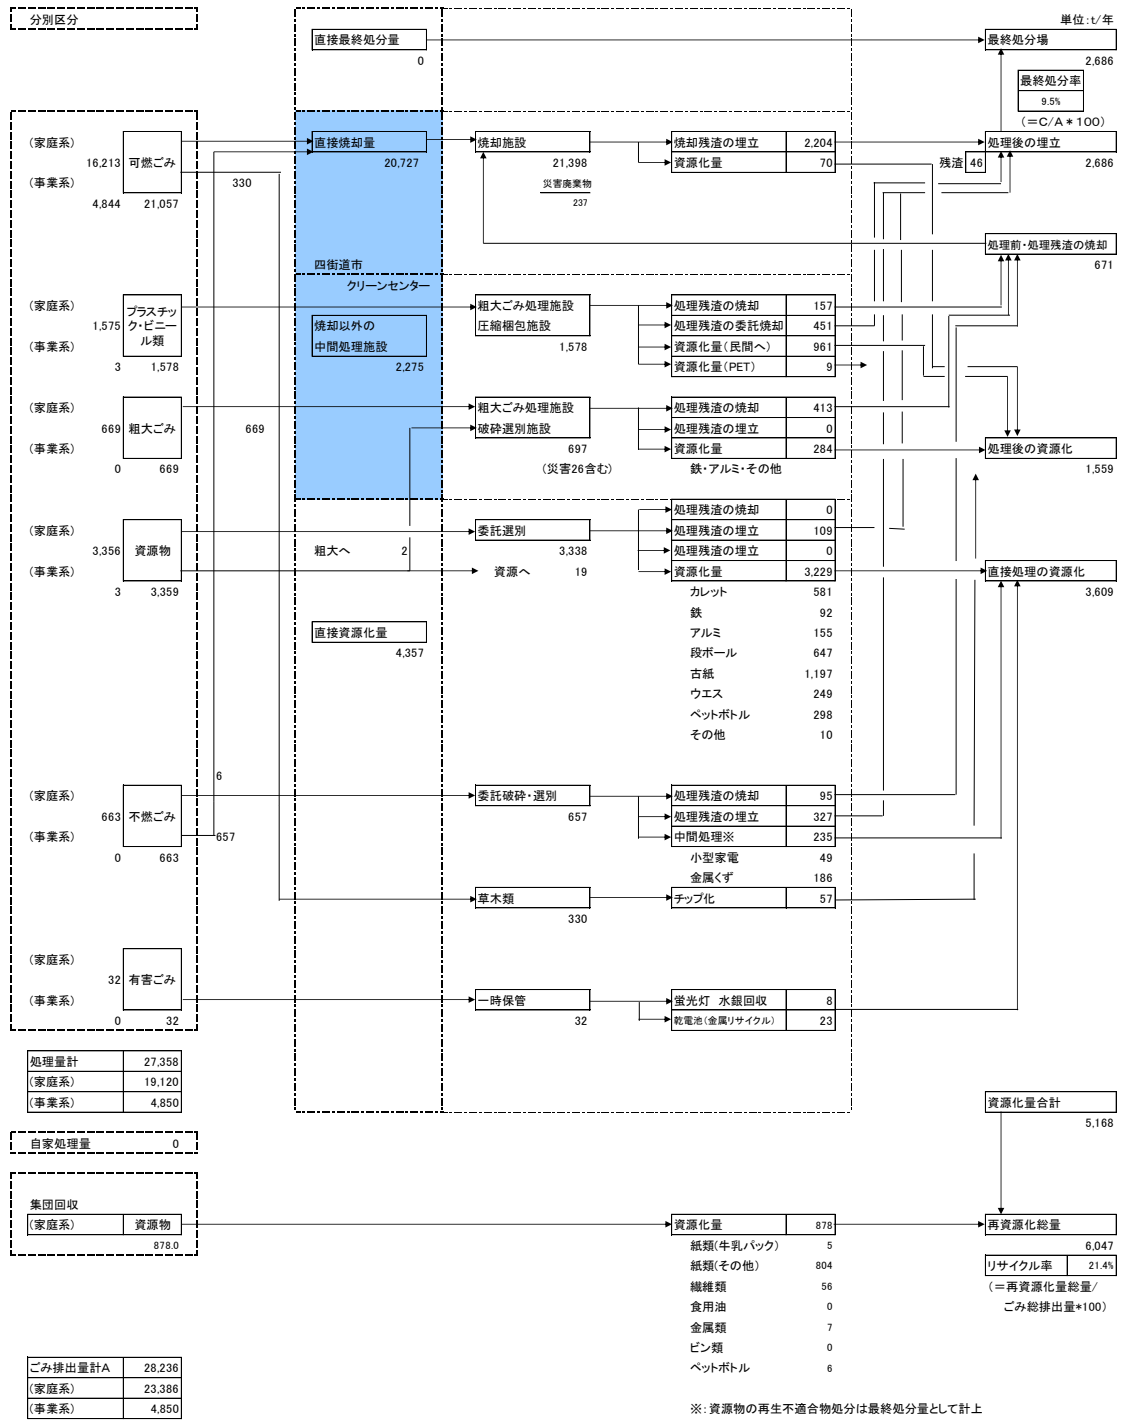 分別区分
単位:t/年
直接最終処分量
0
最終処分場
2,686
最終処分率
9.5%
(=C/A*100)
(家庭系)
16,213
可燃ごみ
(事業系)
4,844
21,057
330
直接焼却量
20,727
焼却施設
21,398
災害廃棄物
237
焼却残渣の埋立
2,204
資源化量
70
処理後の埋立
残渣
46
2,686
四街道市
クリーンセンター
処理前・処理残渣の焼却
671
(家庭系)
1,575
プラスチッ
ク・ビニー
ル類
(事業系)
3
1,578
焼却以外の
中間処理施設
2,275
粗大ごみ処理施設
圧縮梱包施設
1,578
処理残渣の焼却
157
処理残渣の委託焼却
451
資源化量(民間へ)
961
資源化量(PET)
9
(家庭系)
669
粗大ごみ
(事業系)
0
669
669
粗大ごみ処理施設
破砕選別施設
697
(災害26含む)
処理残渣の焼却
413
処理残渣の埋立
0
資源化量
284
鉄・アルミ・その他
処理後の資源化
1,559
(家庭系)
3,356
資源物
(事業系)
3
3,359
粗大へ
2
委託選別
3,338
資源へ
19
処理残渣の焼却
0
処理残渣の埋立
109
処理残渣の埋立
0
資源化量
3,229
カレット
581
鉄
92
アルミ
155
段ボール
647
古紙
1,197
ウエス
249
ペットボトル
298
その他
10
直接処理の資源化
3,609
直接資源化量
4,357
6
(家庭系)
663
不燃ごみ
(事業系)
0
663
657
委託破砕・選別
657
処理残渣の焼却
95
処理残渣の埋立
327
中間処理※
235
小型家電
49
金属くず
186
草木類
330
チップ化
57
(家庭系)
32
有害ごみ
(事業系)
0
32
一時保管
32
蛍光灯 水銀回収
8
乾電池(金属リサイクル)
23
処理量計
27,358
(家庭系)
19,120
(事業系)
4,850
資源化量合計
5,168
自家処理量
0
集団回収
(家庭系)
資源物
878.0
資源化量
878
紙類(牛乳パック)
5
紙類(その他)
804
繊維類
56
食用油
0
金属類
7
ビン類
0
ペットボトル
6
再資源化総量
6,047
リサイクル率
21.4%
(=再資源化量総量/
ごみ総排出量*100)
ごみ排出量計A
28,236
(家庭系)
23,386
(事業系)
4,850
※:資源物の再生不適合物処分は最終処分量として計上